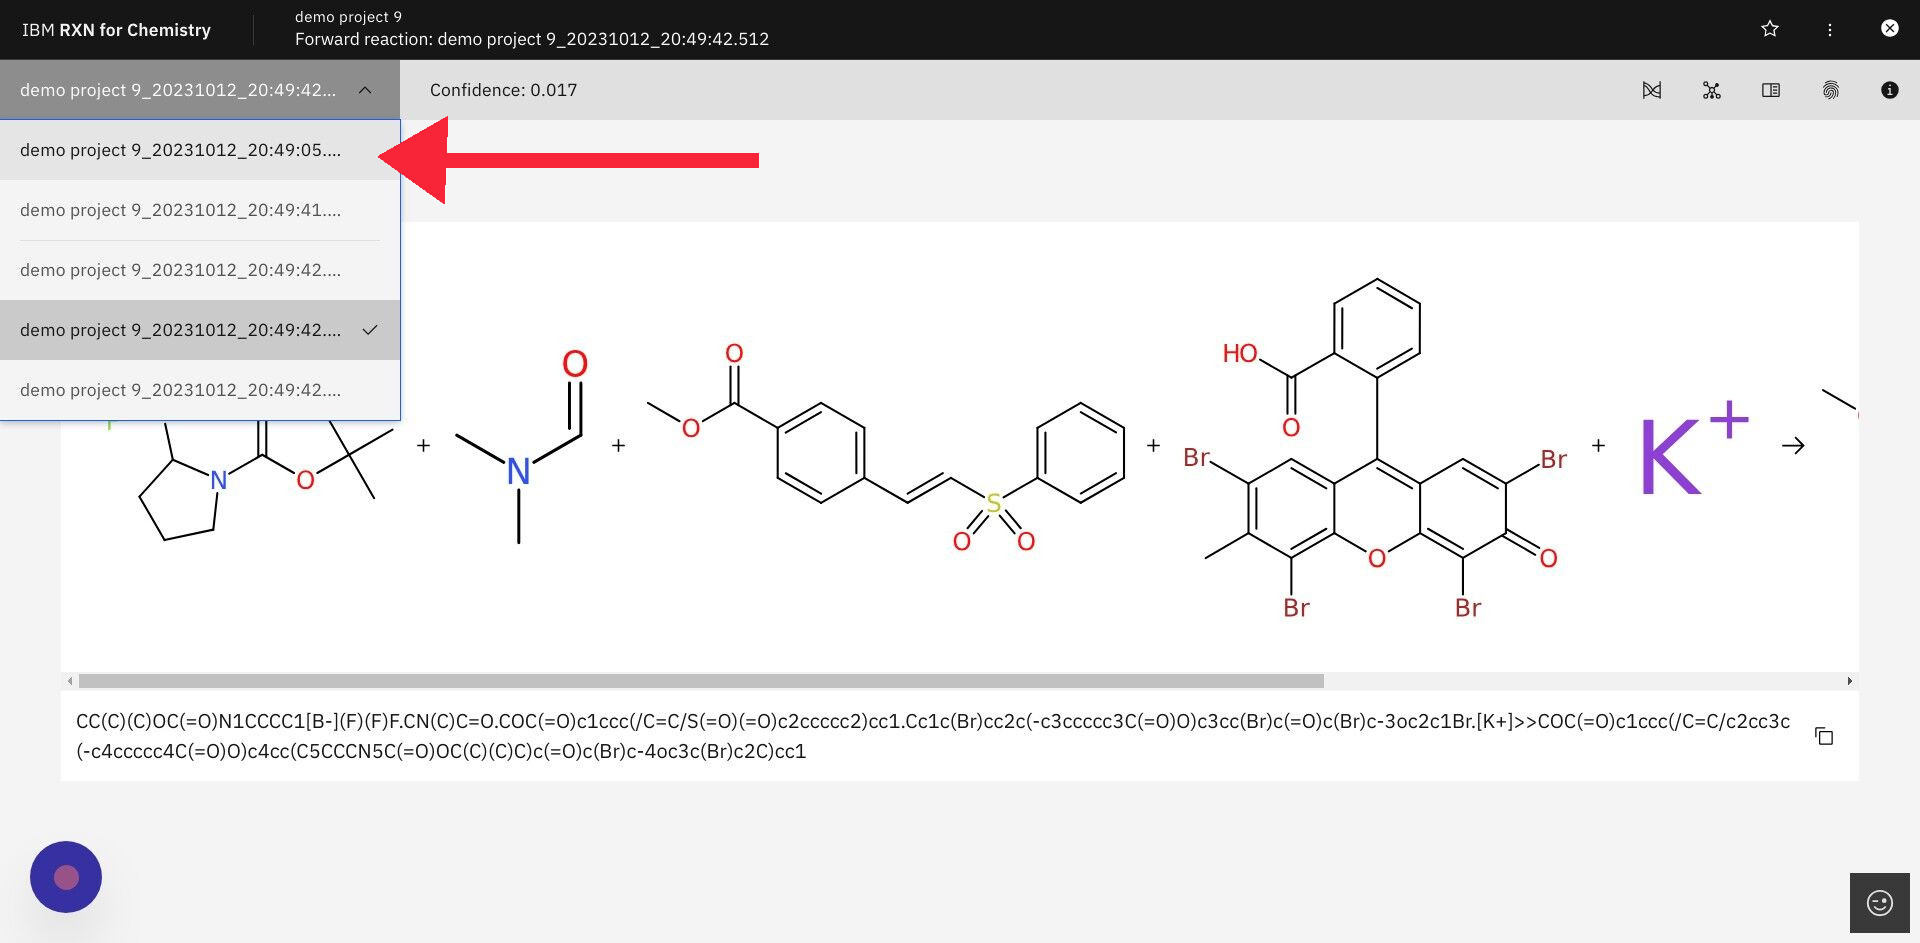 IBM RXN for Chemistry
demo project 9
Forward reaction: demo project 9_20231012_20:49:42.512
demo project 9_20231012_20:49:42...
Confidence: 0.017
demo project 9_20231012_20:49:05....
demo project 9_20231012_20:49:41....
demo project 9_20231012_20:49:42....
demo project 9_20231012_20:49:42....
demo project 9_20231012_20:49:42....
N O
+
O
N
+
O
O
S
O O
+
HO
O
Br Br
O O
Br Br
+
K+
→
CC(C)(C)OC(=O)N1CCCC1[B-](F)(F)F.CN(C)C=O.COC(=O)c1ccc(/C=C/S(=O)(=O)c2ccccc2)cc1.Cc1c(Br)cc2c(-c3ccccc3C(=O)O)c3cc(Br)c(=O)c(Br)c-3oc2c1Br.[K+]>>COC(=O)c1ccc(/C=C/c2cc3c
(-c4ccccc4C(=O)O)c4cc(C5CCCN5C(=O)OC(C)(C)C)c(=O)c(Br)c-4oc3c(Br)c2C)cc1